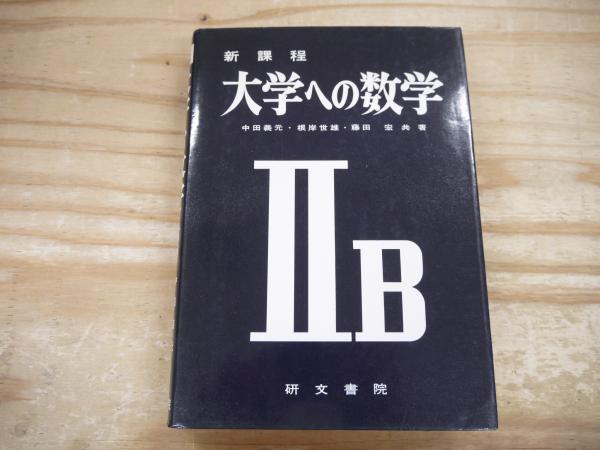 新課程
大学への数学
中田義元・根岸世雄・藤田 宏 共著
ⅡB
研文書院